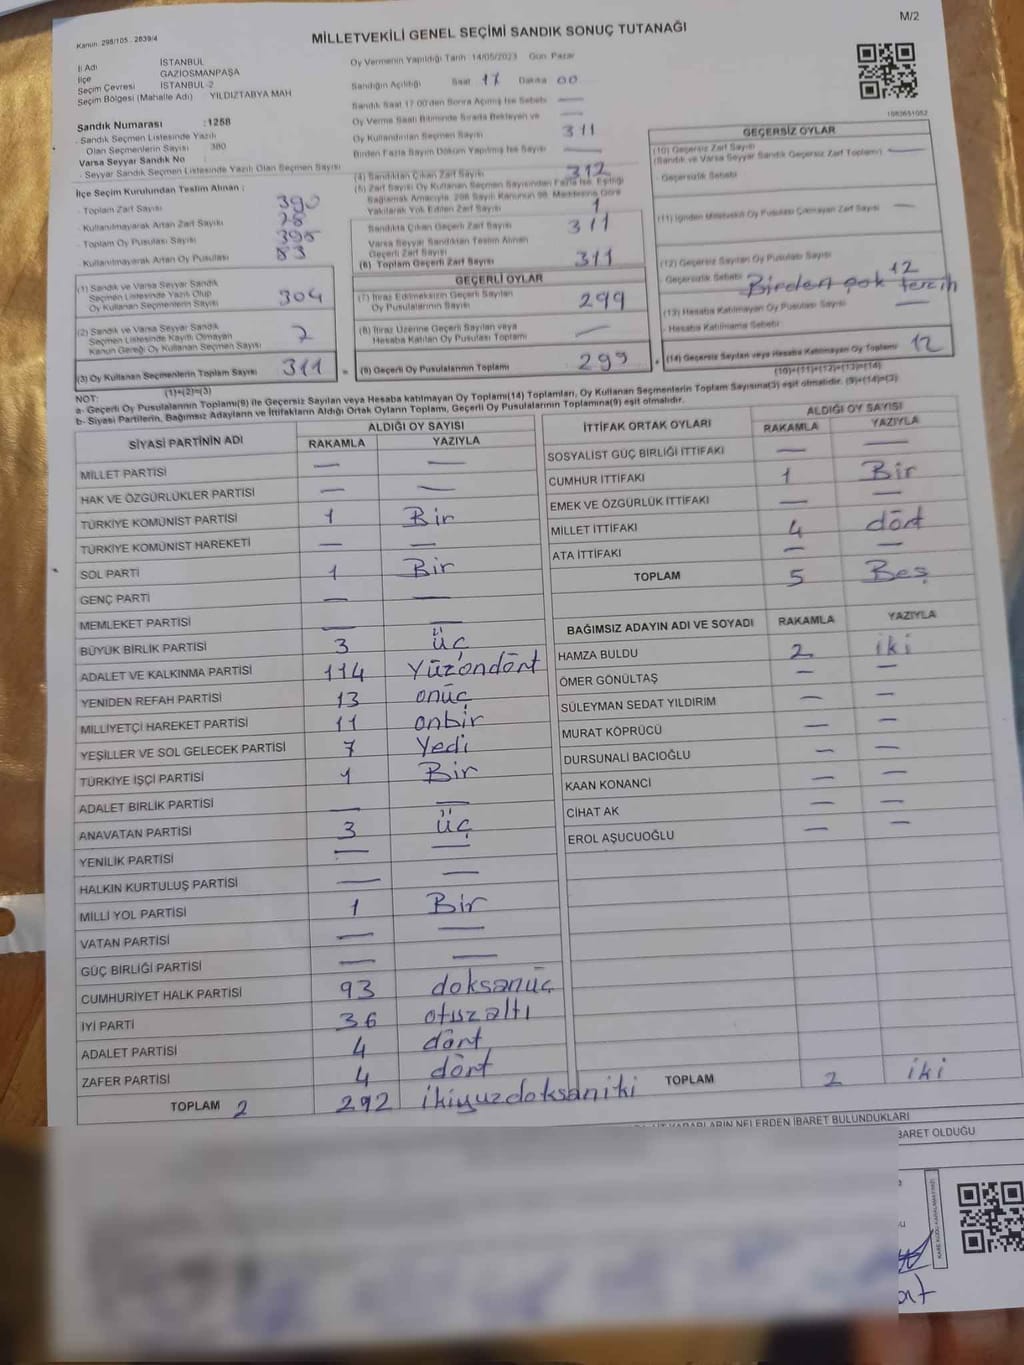 M/2
Kanun: 298/105 2839/4
MİLLETVEKİLİ GENEL SEÇİMİ SANDIK SONUÇ TUTANAĞI
İl Adı İSTANBUL
İlçe GAZİOSMANPAŞA
Seçim Çevresi İSTANBUL-2
Seçim Bölgesi (Mahalle Adı) : YILDIZTABYA MAH
Sandık Numarası :1258
- Sandık Seçmen Listesinde Yazılı
Olan Seçmenlerin Sayısı : 380
Varsa Seyyar Sandık No :
- Seyyar Sandık Seçmen Listesinde Yazılı Olan Seçmen Sayısı
Oy Vermenin Yapıldığı Tarih :14/05/2023 Gün: Pazar
Sandığın Açıldığı Saat 17 Dakika 00
Sandık Saat 17:00'den Sonra Açılmış İse Sebebi —
Oy Verme Saati Bitiminde Sırada Bekleyen ve
Oy Kullandırılan Seçmen Sayısı 311
Birden Fazla Sayım Döküm Yapılmış İse Sayısı —
(4) Sandıktan Çıkan Zarf Sayısı 312
(5) Zarf Sayısı Oy Kullanan Seçmen Sayısından Fazla İse, Eşitliği
Sağlamak Amacıyla, 298 Sayılı Kanunun 98. Maddesine Göre
Yakılarak Yok Edilen Zarf Sayısı 1
Sandıkta Çıkan Geçerli Zarf Sayısı 311
Varsa Seyyar Sandıktan Teslim Alınan
Geçerli Zarf Sayısı
(6) Toplam Geçerli Zarf Sayısı 311
İlçe Seçim Kurulundan Teslim Alınan :
- Toplam Zarf Sayısı 390
- Kullanılmayarak Artan Zarf Sayısı 78
- Toplam Oy Pusulası Sayısı 395
- Kullanılmayarak Artan Oy Pusulası 83
(1) Sandık ve Varsa Seyyar Sandık
Seçmen Listesinde Yazılı Olup
Oy Kullanan Seçmenlerin Sayısı 304
(2) Sandık ve Varsa Seyyar Sandık
Seçmen Listesinde Kayıtlı Olmayan
Kanun Gereği Oy Kullanan Seçmen Sayısı 7
(3) Oy Kullanan Seçmenlerin Toplam Sayısı 311
(1)+(2)=(3)
GEÇERLİ OYLAR
(7) İtiraz Edilmeksizin Geçerli Sayılan
Oy Pusulalarının Sayısı 299
(8) İtiraz Üzerine Geçerli Sayılan veya
Hesaba Katılan Oy Pusulası Toplamı —
(9) Geçerli Oy Pusulalarının Toplamı 299
1082651052
GEÇERSİZ OYLAR
(10) Geçersiz Zarf Sayısı —
(Sandık ve Varsa Seyyar Sandık Geçersiz Zarf Toplamı)
- Geçersizlik Sebebi
(11) İçinden Milletvekili Oy Pusulası Çıkmayan Zarf Sayısı —
(12) Geçersiz Sayılan Oy Pusulası Sayısı 12
- Geçersizlik Sebebi Birden çok tercih
(13) Hesaba Katılmayan Oy Pusulası Sayısı —
- Hesaba Katılmama Sebebi
(14) Geçersiz Sayılan veya Hesaba Katılmayan Oy Toplamı 12
(10)+(11)+(12)+(13)=(14)
NOT:
a- Geçerli Oy Pusulalarının Toplamı(9) ile Geçersiz Sayılan veya Hesaba katılmayan Oy Toplamı(14) Toplamları, Oy Kullanan Seçmenlerin Toplam Sayısına(3) eşit olmalıdır. (9)+(14)=(3)
b- Siyasi Partilerin, Bağımsız Adayların ve İttifakların Aldığı Ortak Oyların Toplamı, Geçerli Oy Pusulalarının Toplamına(9) eşit olmalıdır.
SİYASİ PARTİNİN ADI
ALDIĞI OY SAYISI
RAKAMLA YAZIYLA
MİLLET PARTİSİ — —
HAK VE ÖZGÜRLÜKLER PARTİSİ — —
TÜRKİYE KOMÜNİST PARTİSİ 1 Bir
TÜRKİYE KOMÜNİST HAREKETİ — —
SOL PARTİ 1 Bir
GENÇ PARTİ — —
MEMLEKET PARTİSİ — —
BÜYÜK BİRLİK PARTİSİ 3 üç
ADALET VE KALKINMA PARTİSİ 114 Yüzondört
YENİDEN REFAH PARTİSİ 13 onüç
MİLLİYETÇİ HAREKET PARTİSİ 11 onbir
YEŞİLLER VE SOL GELECEK PARTİSİ 7 Yedi
TÜRKİYE İŞÇİ PARTİSİ 1 Bir
ADALET BİRLİK PARTİSİ — —
ANAVATAN PARTİSİ 3 üç
YENİLİK PARTİSİ — —
HALKIN KURTULUŞ PARTİSİ — —
MİLLİ YOL PARTİSİ 1 Bir
VATAN PARTİSİ — —
GÜÇ BİRLİĞİ PARTİSİ — —
CUMHURİYET HALK PARTİSİ 93 doksanüç
İYİ PARTİ 36 otuzaltı
ADALET PARTİSİ 4 dört
ZAFER PARTİSİ 4 dört
TOPLAM 2 292 ikiyuzdoksaniki
İTTİFAK ORTAK OYLARI
ALDIĞI OY SAYISI
RAKAMLA YAZIYLA
SOSYALİST GÜÇ BİRLİĞİ İTTİFAKI — —
CUMHUR İTTİFAKI 1 Bir
EMEK VE ÖZGÜRLÜK İTTİFAKI — —
MİLLET İTTİFAKI 4 dört
ATA İTTİFAKI — —
TOPLAM 5 Beş
BAĞIMSIZ ADAYIN ADI VE SOYADI RAKAMLA YAZIYLA
HAMZA BULDU 2 iki
ÖMER GÖNÜLTAŞ — —
SÜLEYMAN SEDAT YILDIRIM — —
MURAT KÖPRÜCÜ — —
DURSUNALİ BACIOĞLU — —
KAAN KONANCI — —
CİHAT AK — —
EROL AŞUCUOĞLU — —
TOPLAM 2 iki
NELERDEN İBARET BULUNDUKLARI
BARET OLDUĞU